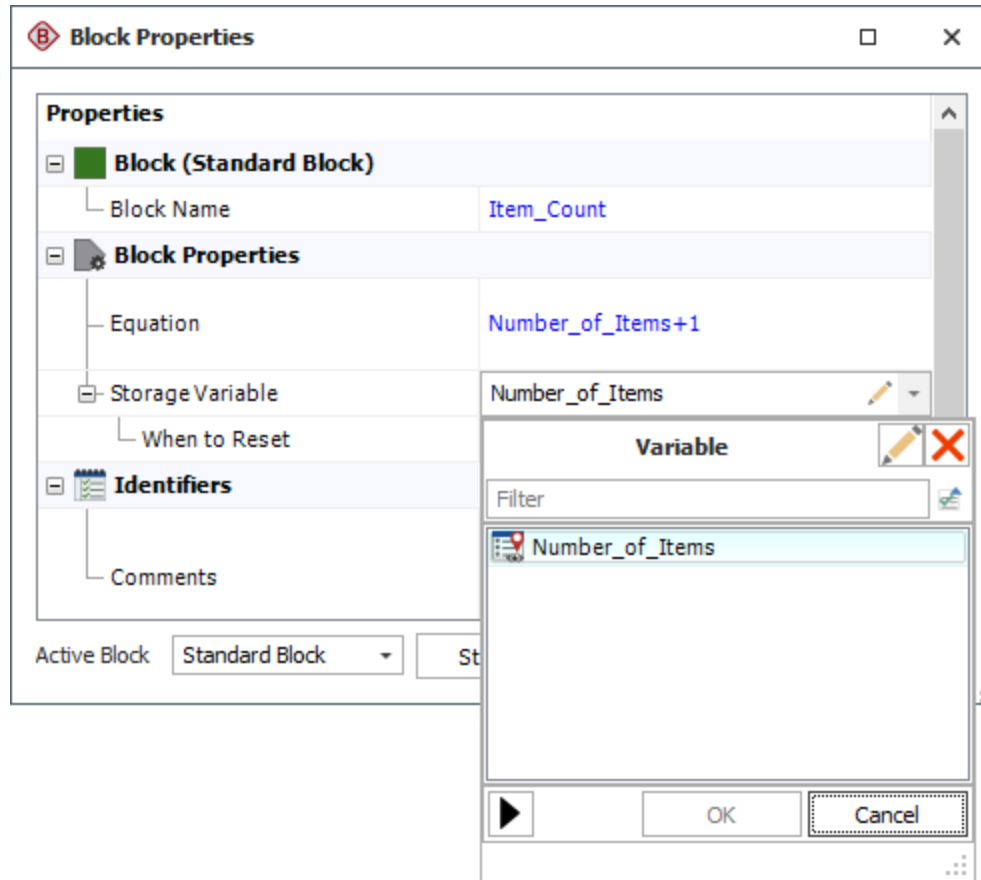 Block Properties
Properties
Block (Standard Block)
Block Name Item_Count
Block Properties
Equation Number_of_Items+1
Storage Variable Number_of_Items
When to Reset
Variable
Identifiers
Filter
Number_of_Items
Comments
Active Block Standard Block St
OK Cancel